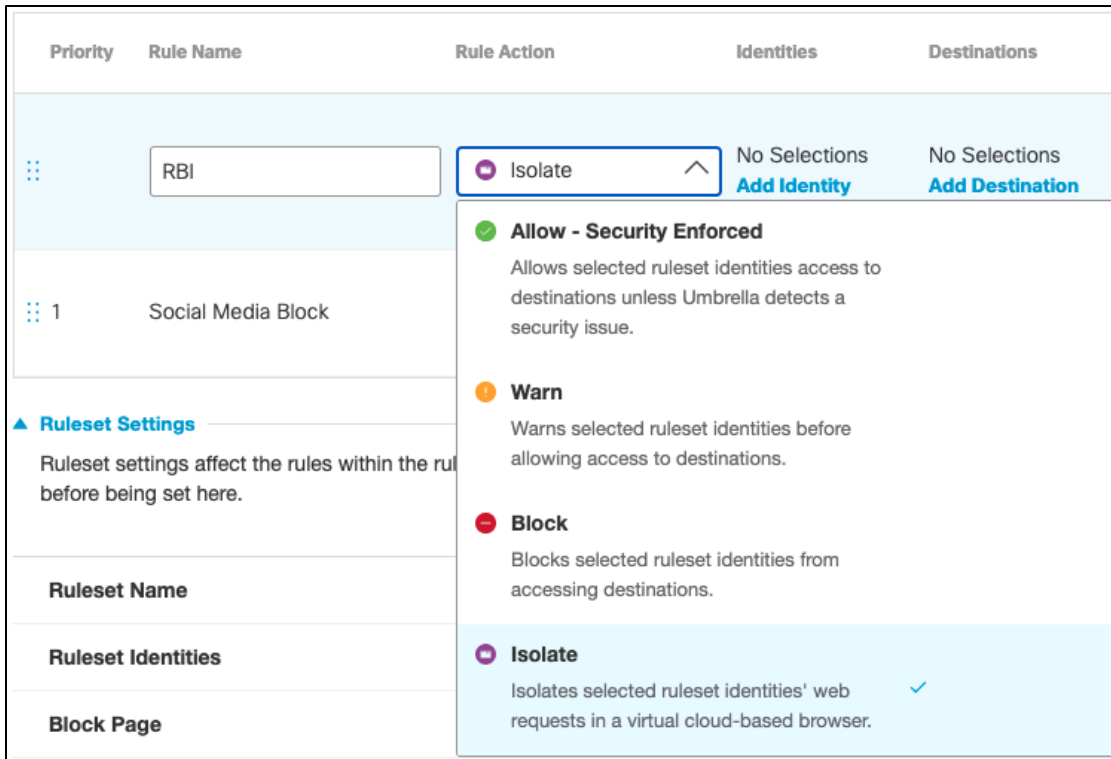 Priority Rule Name Rule Action Identities Destinations
RBI Isolate No Selections No Selections
Add Identity Add Destination
Allow - Security Enforced
Allows selected ruleset identities access to
destinations unless Umbrella detects a
security issue.
1 Social Media Block
Warn
Warns selected ruleset identities before
allowing access to destinations.
Ruleset Settings
Ruleset settings affect the rules within the rul
before being set here.
Block
Blocks selected ruleset identities from
accessing destinations.
Ruleset Name
Ruleset Identities
Isolate
Isolates selected ruleset identities' web
requests in a virtual cloud-based browser.
Block Page